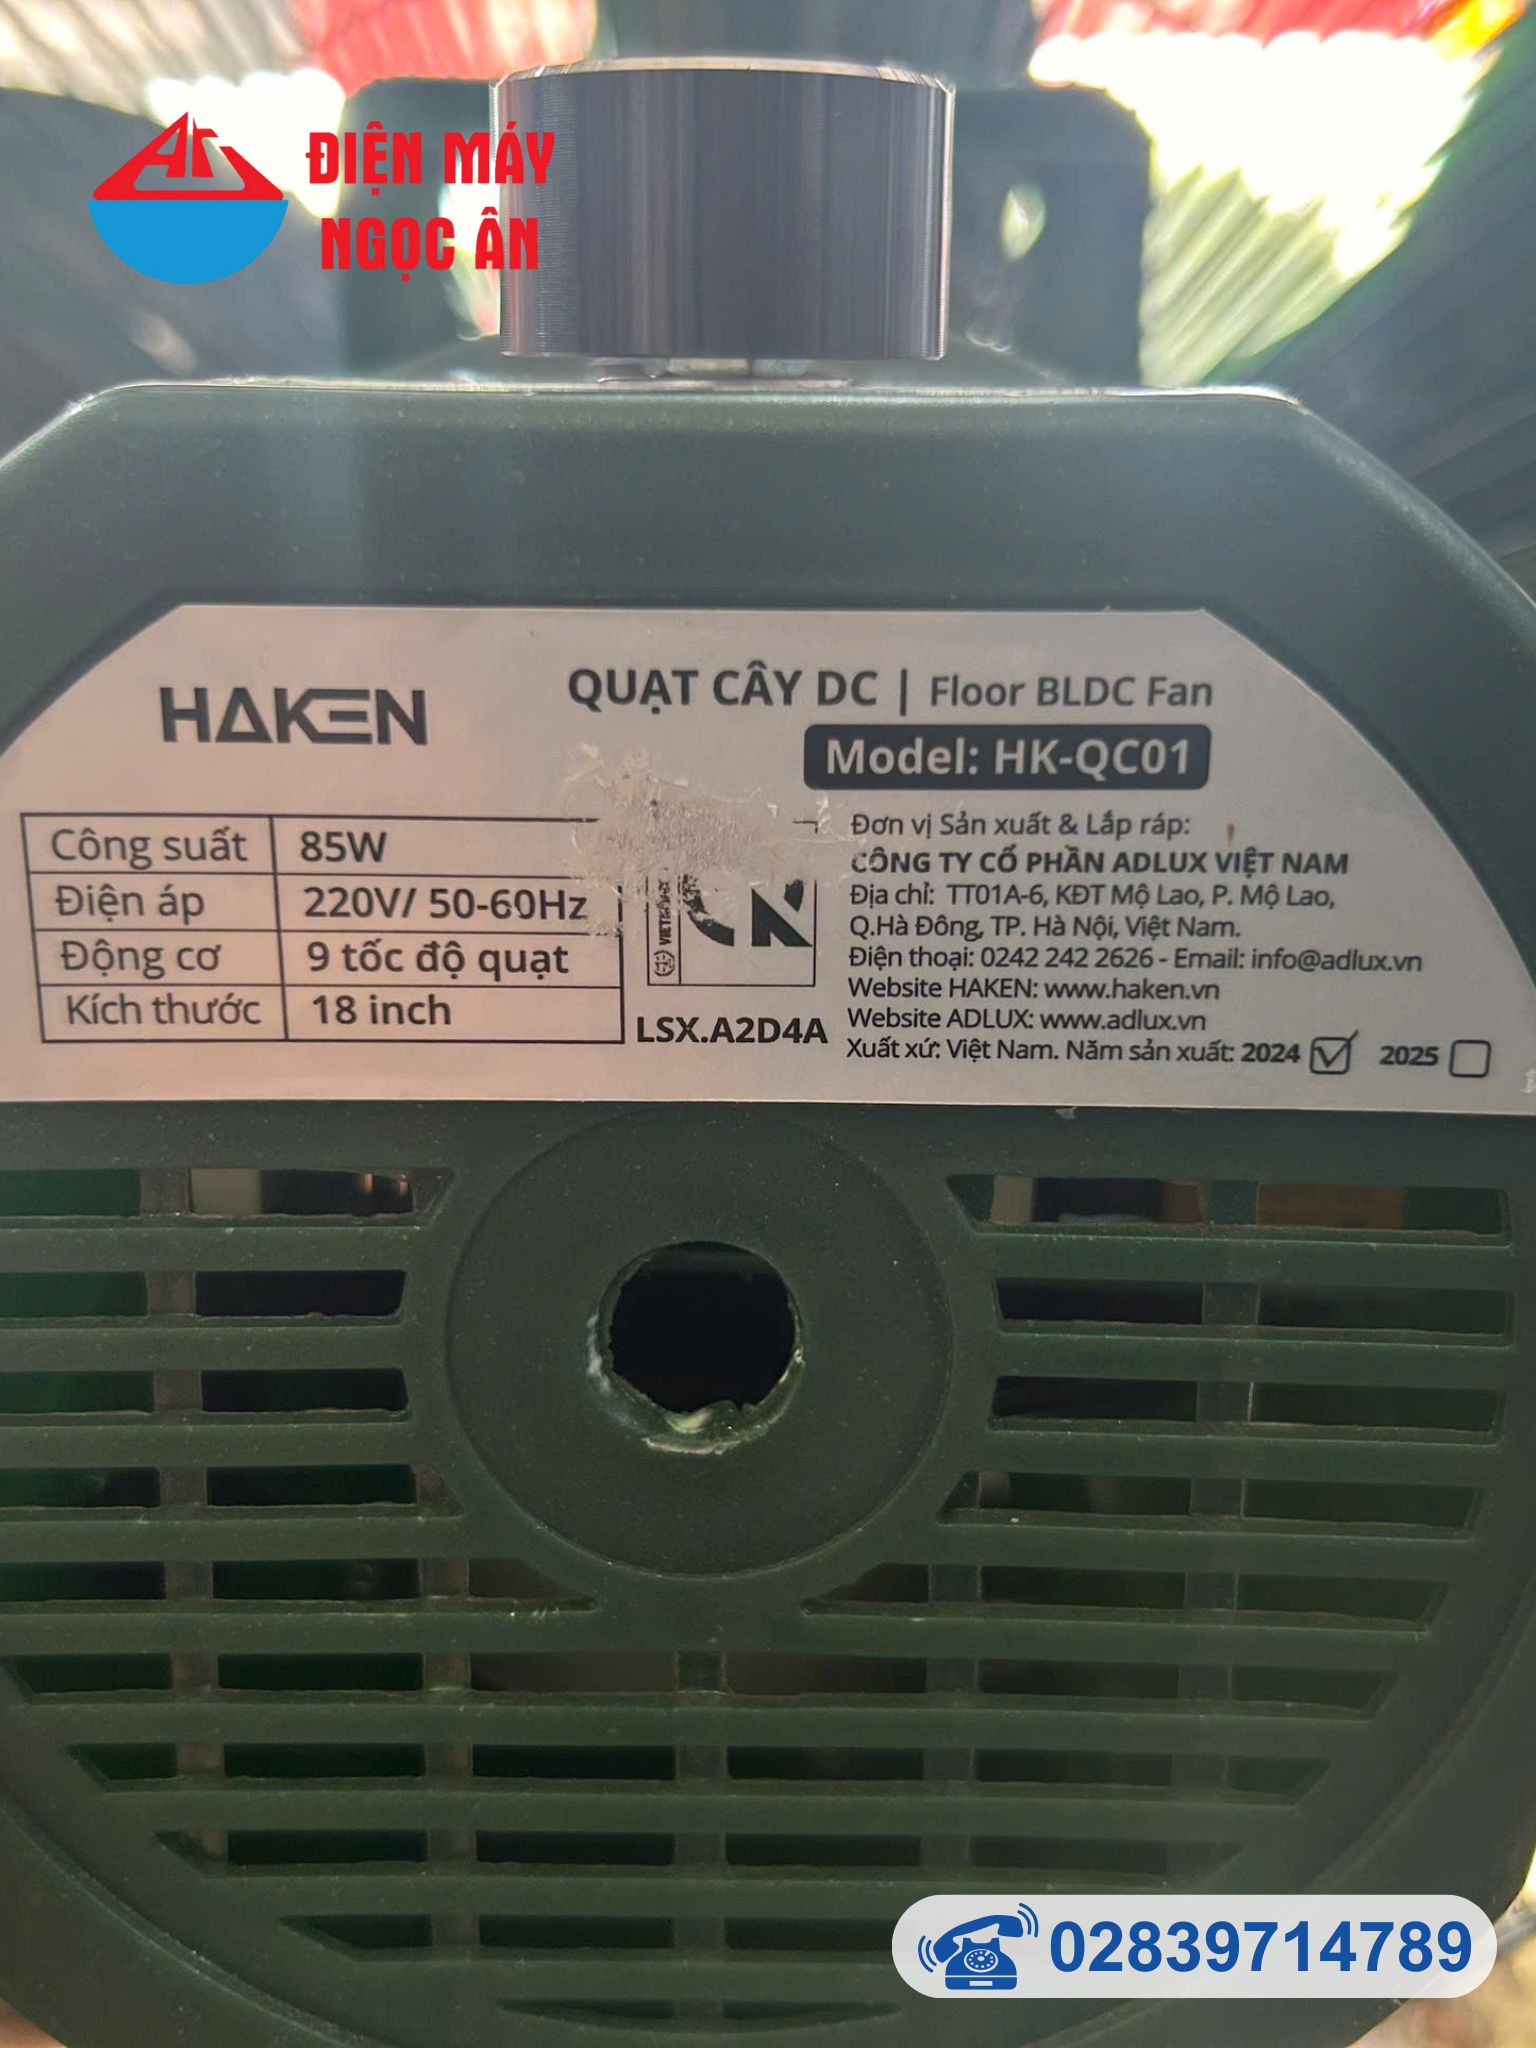 ĐIỆN MÁY
NGỌC ÂN
HAKEN
QUẠT CÂY DC | Floor BLDC Fan
Model: HK-QC01
Công suất 85W
Điện áp 220V/ 50-60Hz
Động cơ 9 tốc độ quạt
Kích thước 18 inch
LSX.A2D4A
Đơn vị Sản xuất & Lắp ráp:
CÔNG TY CỔ PHẦN ADLUX VIỆT NAM
Địa chỉ: TT01A-6, KĐT Mộ Lao, P. Mộ Lao,
Q.Hà Đông, TP. Hà Nội, Việt Nam.
Điện thoại: 0242 242 2626 - Email: info@adlux.vn
Website HAKEN: www.haken.vn
Website ADLUX: www.adlux.vn
Xuất xứ: Việt Nam. Năm sản xuất: 2024 2025
02839714789